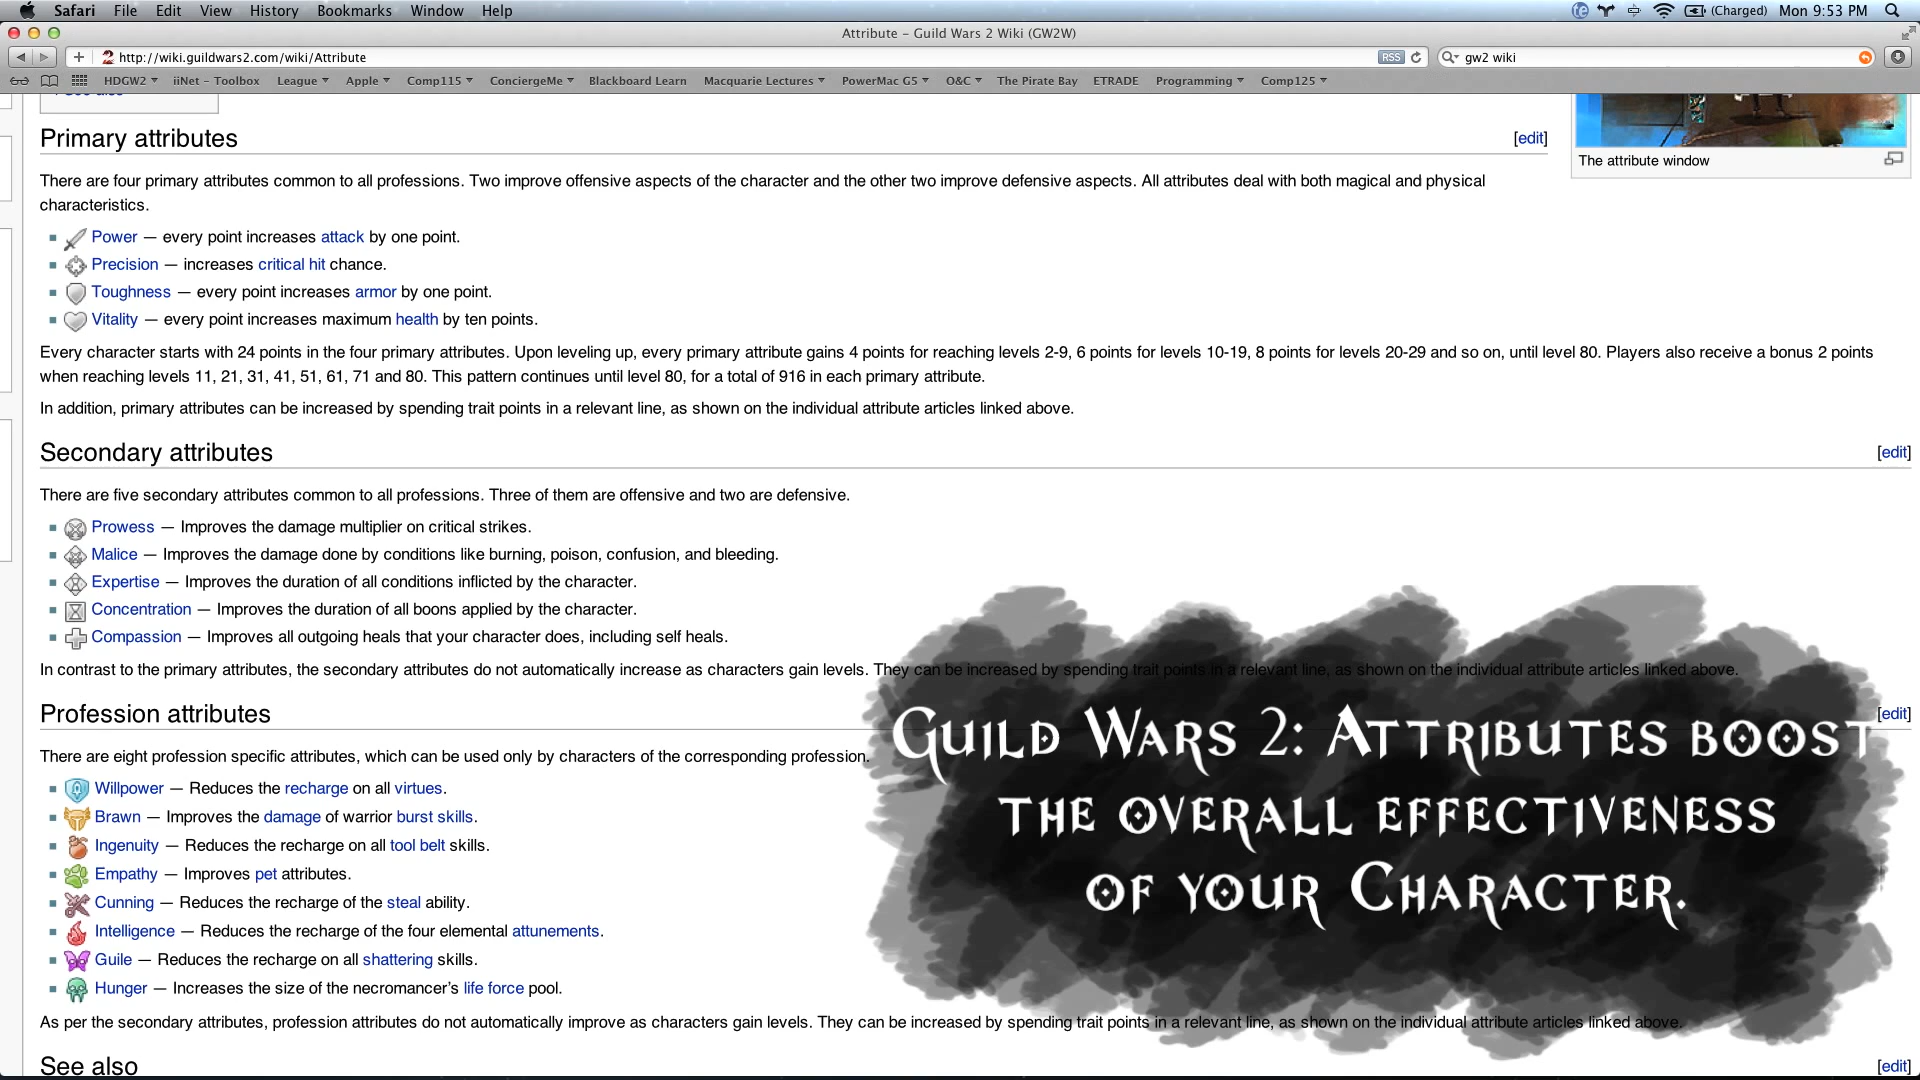 Safari File Edit View History Bookmarks Window Help (Charged) Mon 9:53 PM
Attribute – Guild Wars 2 Wiki (GW2W)
http://wiki.guildwars2.com/wiki/Attribute RSS gw2 wiki
HDGW2 iiNet – Toolbox League Apple Comp115 ConciergeMe Blackboard Learn Macquarie Lectures PowerMac G5 O&C The Pirate Bay ETRADE Programming Comp125
See also
Primary attributes [edit]
The attribute window
There are four primary attributes common to all professions. Two improve offensive aspects of the character and the other two improve defensive aspects. All attributes deal with both magical and physical
characteristics.
Power — every point increases attack by one point.
Precision — increases critical hit chance.
Toughness — every point increases armor by one point.
Vitality — every point increases maximum health by ten points.
Every character starts with 24 points in the four primary attributes. Upon leveling up, every primary attribute gains 4 points for reaching levels 2-9, 6 points for levels 10-19, 8 points for levels 20-29 and so on, until level 80. Players also receive a bonus 2 points
when reaching levels 11, 21, 31, 41, 51, 61, 71 and 80. This pattern continues until level 80, for a total of 916 in each primary attribute.
In addition, primary attributes can be increased by spending trait points in a relevant line, as shown on the individual attribute articles linked above.
Secondary attributes [edit]
There are five secondary attributes common to all professions. Three of them are offensive and two are defensive.
Prowess — Improves the damage multiplier on critical strikes.
Malice — Improves the damage done by conditions like burning, poison, confusion, and bleeding.
Expertise — Improves the duration of all conditions inflicted by the character.
Concentration — Improves the duration of all boons applied by the character.
Compassion — Improves all outgoing heals that your character does, including self heals.
In contrast to the primary attributes, the secondary attributes do not automatically increase as characters gain levels. They can be increased by spending trait points in a relevant line, as shown on the individual attribute articles linked above.
Profession attributes [edit]
There are eight profession specific attributes, which can be used only by characters of the corresponding profession.
Willpower — Reduces the recharge on all virtues.
Brawn — Improves the damage of warrior burst skills.
Ingenuity — Reduces the recharge on all tool belt skills.
Empathy — Improves pet attributes.
Cunning — Reduces the recharge of the steal ability.
Intelligence — Reduces the recharge of the four elemental attunements.
Guile — Reduces the recharge on all shattering skills.
Hunger — Increases the size of the necromancer's life force pool.
As per the secondary attributes, profession attributes do not automatically improve as characters gain levels. They can be increased by spending trait points in a relevant line, as shown on the individual attribute articles linked above.
See also [edit]
Guild Wars 2: Attributes boost
the overall effectiveness
of your Character.